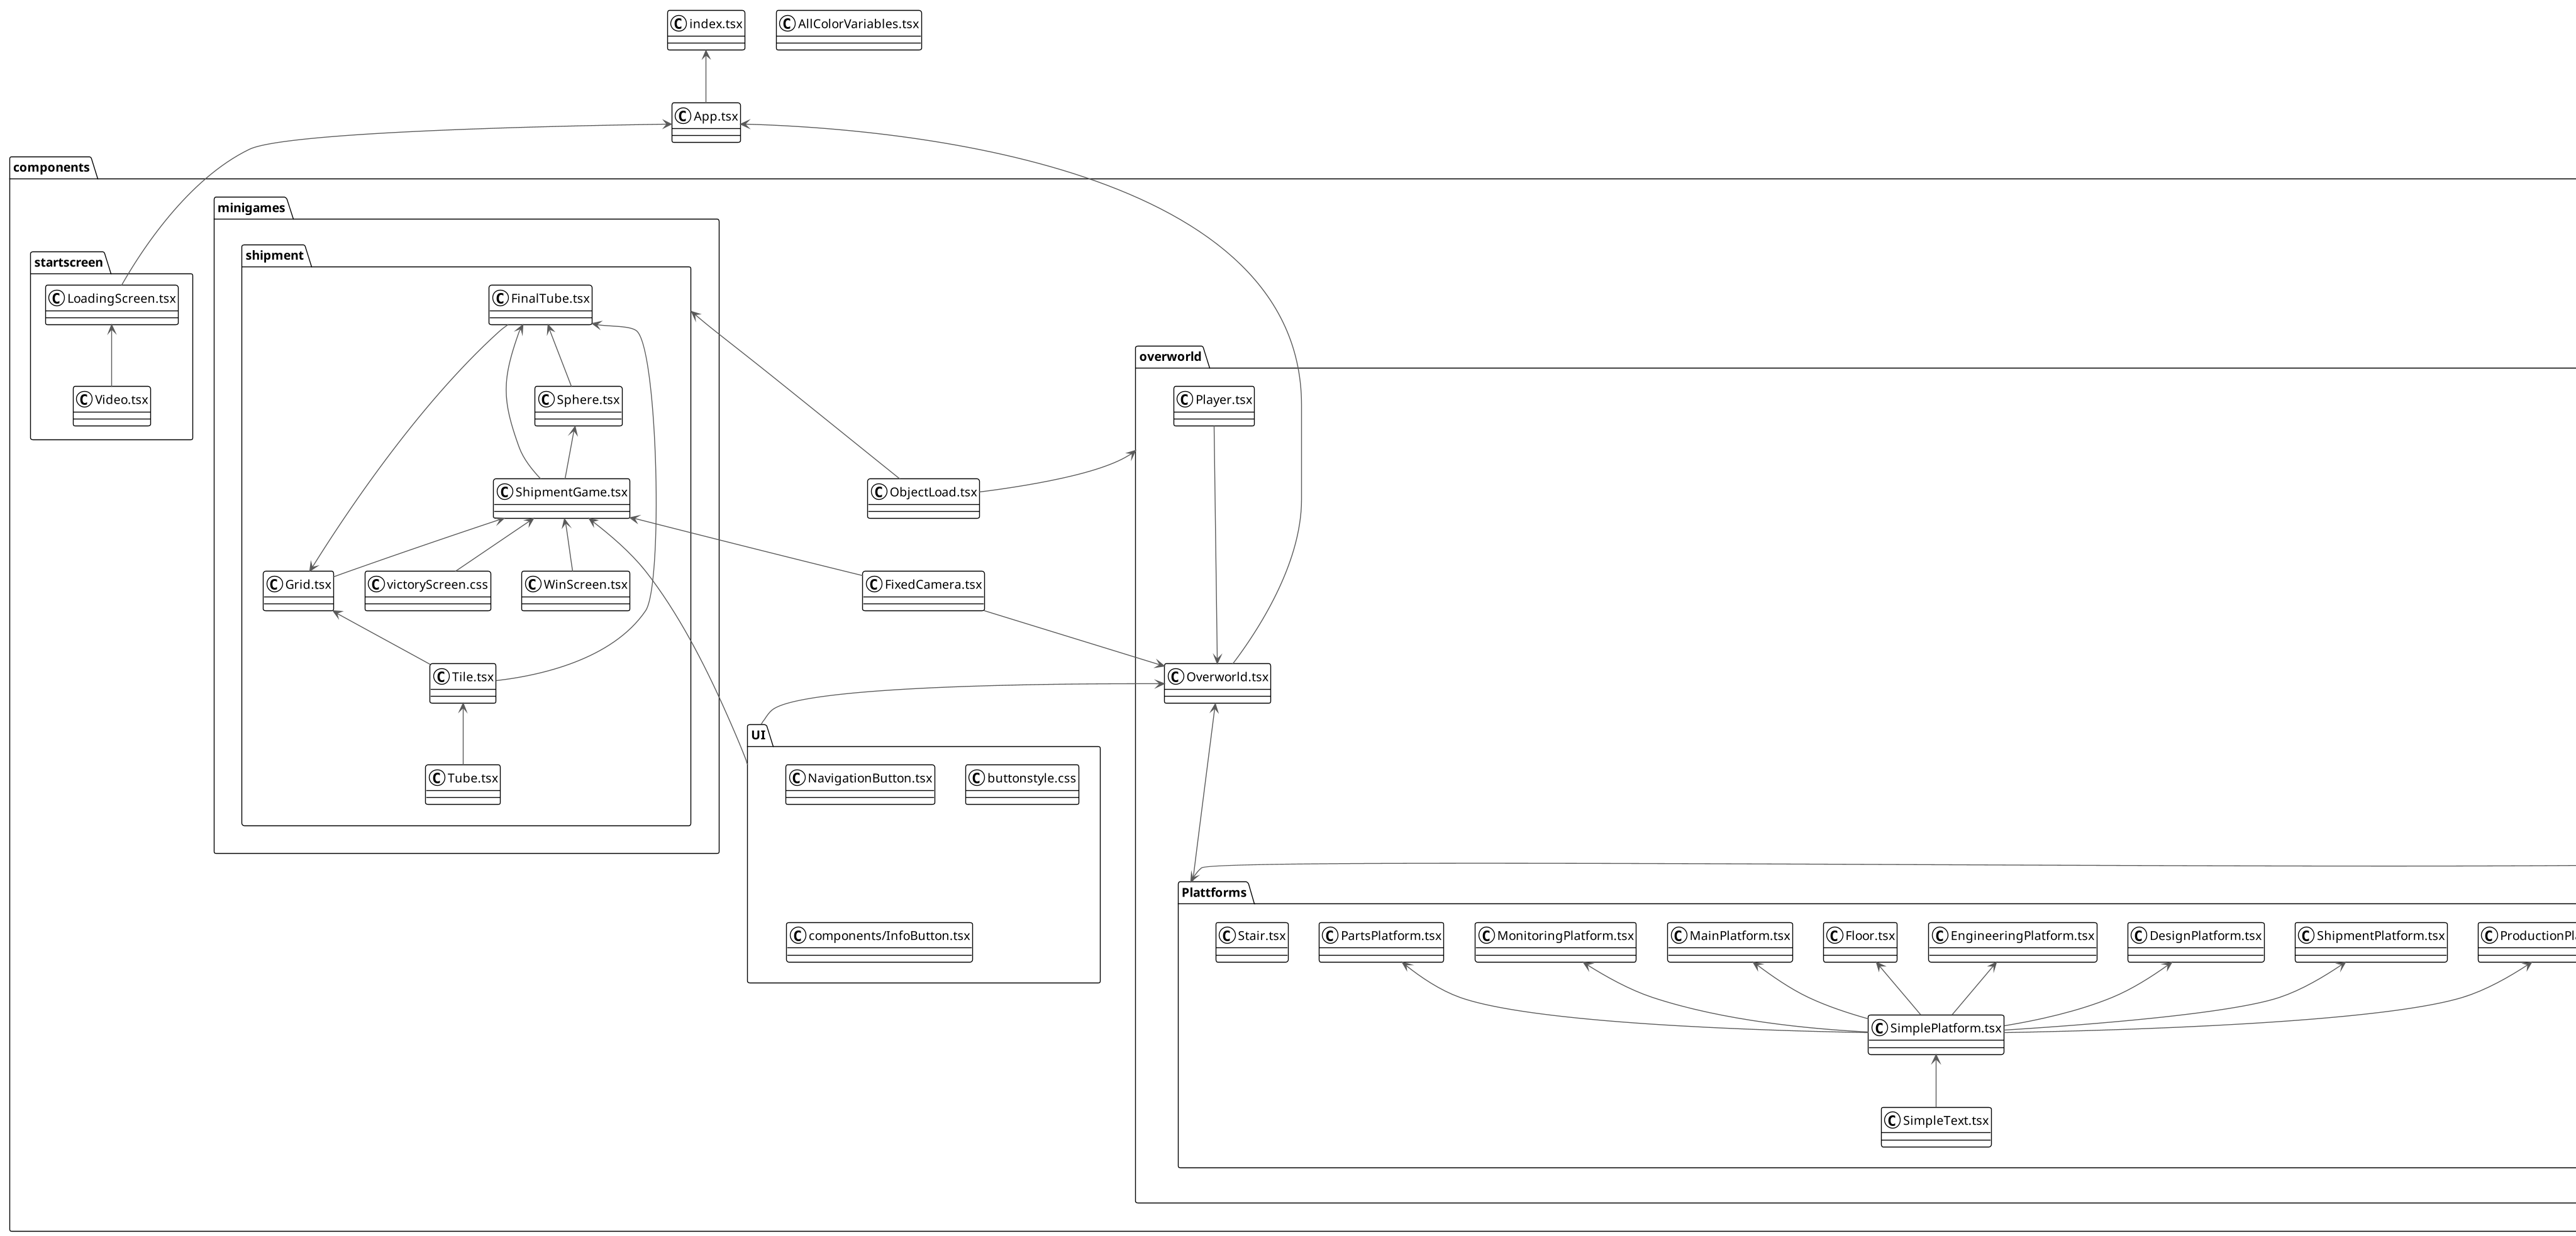 index.tsx
AllColorVariables.tsx
App.tsx
components
minigames
shipment
startscreen
LoadingScreen.tsx
FinalTube.tsx
overworld
Video.tsx
Sphere.tsx
Player.tsx
ShipmentGame.tsx
ObjectLoad.tsx
Grid.tsx
victoryScreen.css
WinScreen.tsx
FixedCamera.tsx
Tile.tsx
Overworld.tsx
UI
Tube.tsx
NavigationButton.tsx
buttonstyle.css
Plattforms
components/InfoButton.tsx
Stair.tsx
PartsPlatform.tsx
MonitoringPlatform.tsx
MainPlatform.tsx
Floor.tsx
EngineeringPlatform.tsx
DesignPlatform.tsx
ShipmentPlatform.tsx
SimplePlatform.tsx
SimpleText.tsx